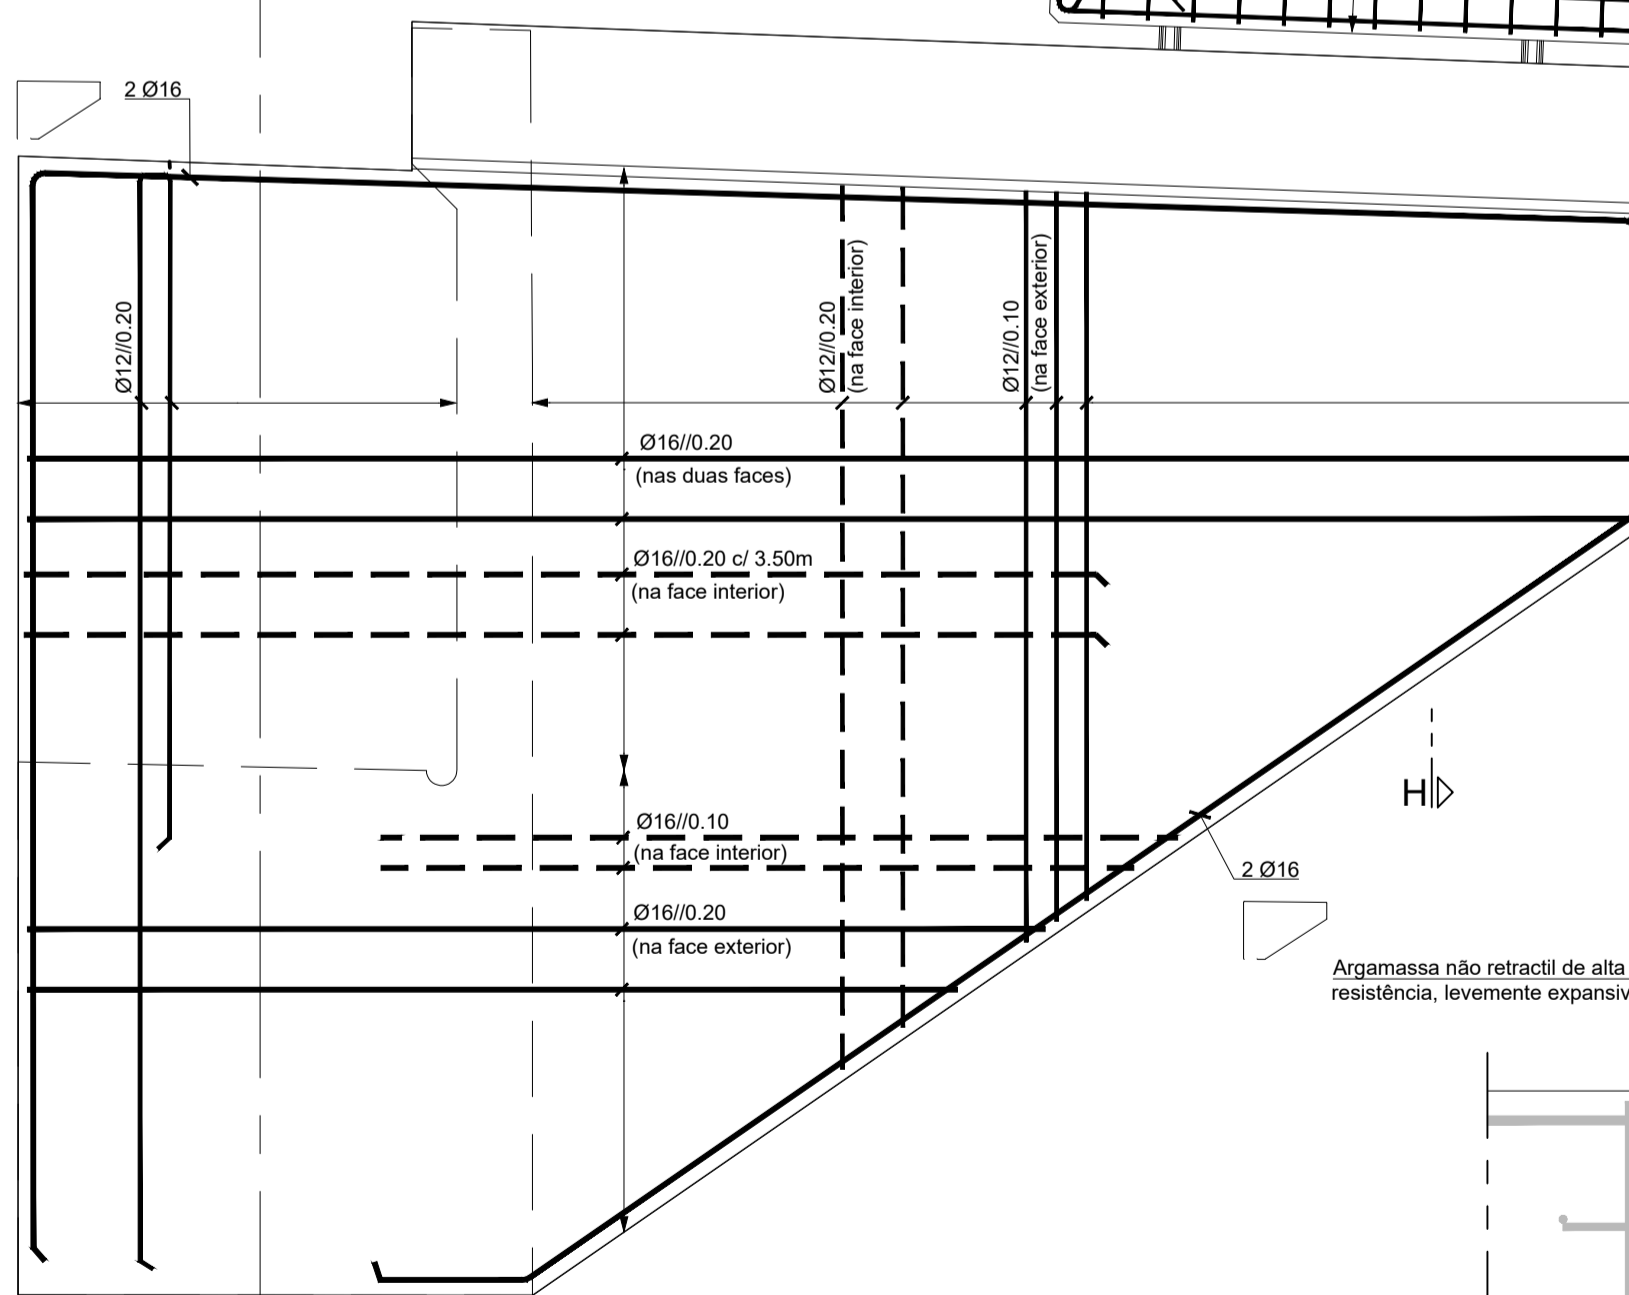 2 Ø16
Ø12//0.20
Ø12//0.20
(na face interior)
Ø12//0.10
(na face exterior)
Ø16//0.20
(nas duas faces)
Ø16//0.20 c/ 3.50m
(na face interior)
Ø16//0.10
(na face interior)
Ø16//0.20
(na face exterior)
H
2 Ø16
Argamassa não retractil de alta
resistência, levemente expansiv